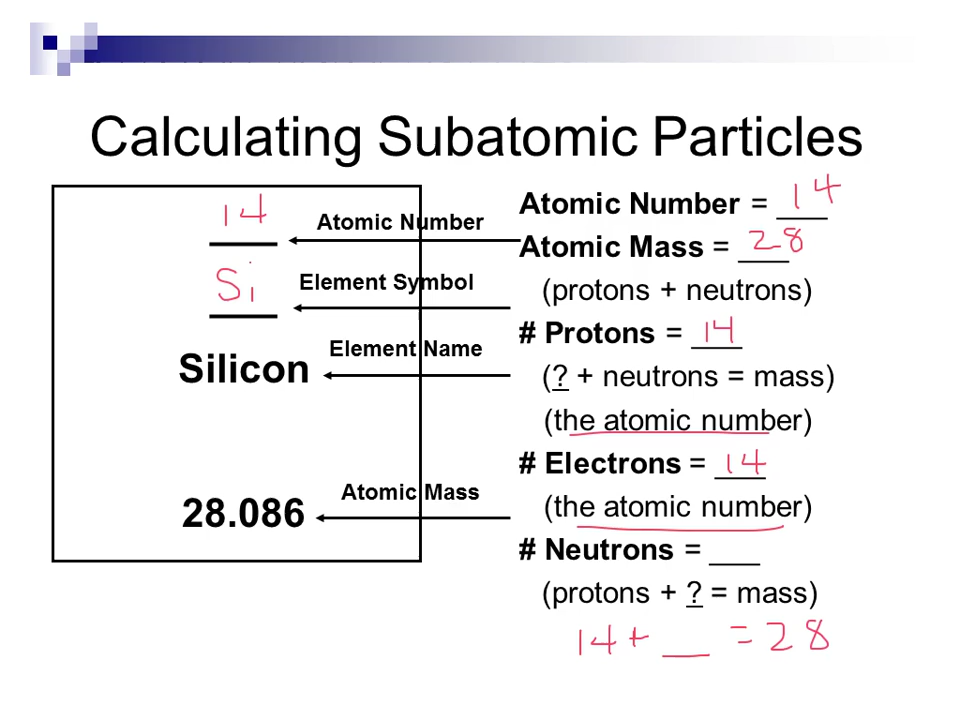 Calculating Subatomic Particles
14
Atomic Number
Si
Element Symbol
Silicon
Element Name
28.086
Atomic Mass
Atomic Number = 14
Atomic Mass = 28
(protons + neutrons)
# Protons = 14
(? + neutrons = mass)
(the atomic number)
# Electrons = 14
(the atomic number)
# Neutrons = ___
(protons + ? = mass)
14 + __ = 28